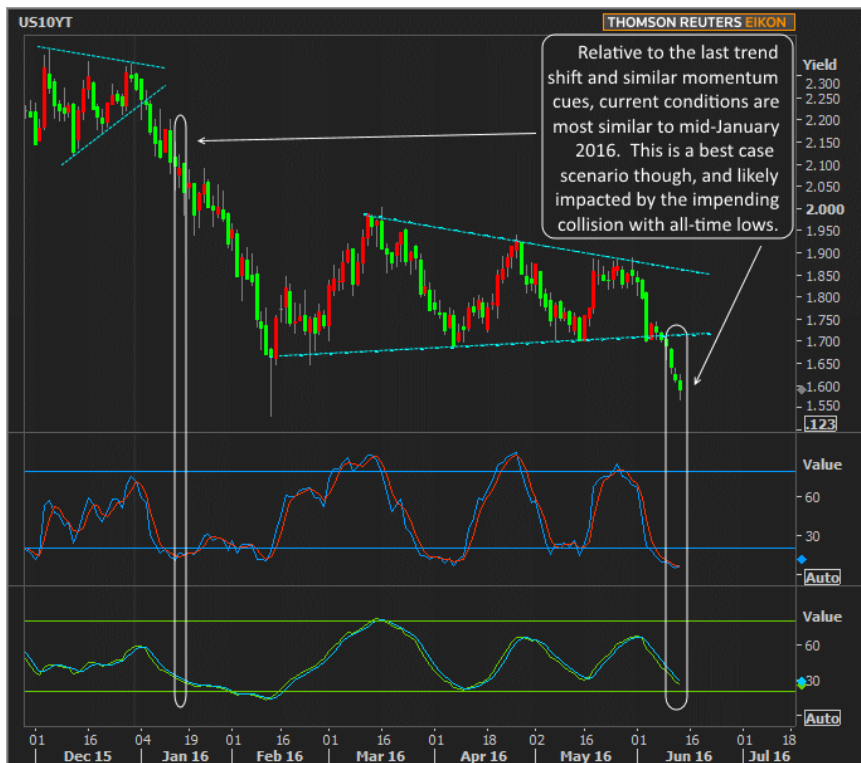 US10YT
THOMSON REUTERS EIKON
Relative to the last trend
shift and similar momentum
cues, current conditions are
most similar to mid-January
2016. This is a best case
scenario though, and likely
impacted by the impending
collision with all-time lows.
Yield
2.300
2.250
2.200
2.150
2.100
2.050
2.000
1.950
1.900
1.850
1.800
1.750
1.700
1.650
1.600
1.550
.123
Value
60
30
Auto
Value
60
30
Auto
01 16 04 19 01 16 01 16 01 18 02 16 01 16 01 18
Dec 15 Jan 16 Feb 16 Mar 16 Apr 16 May 16 Jun 16 Jul 16